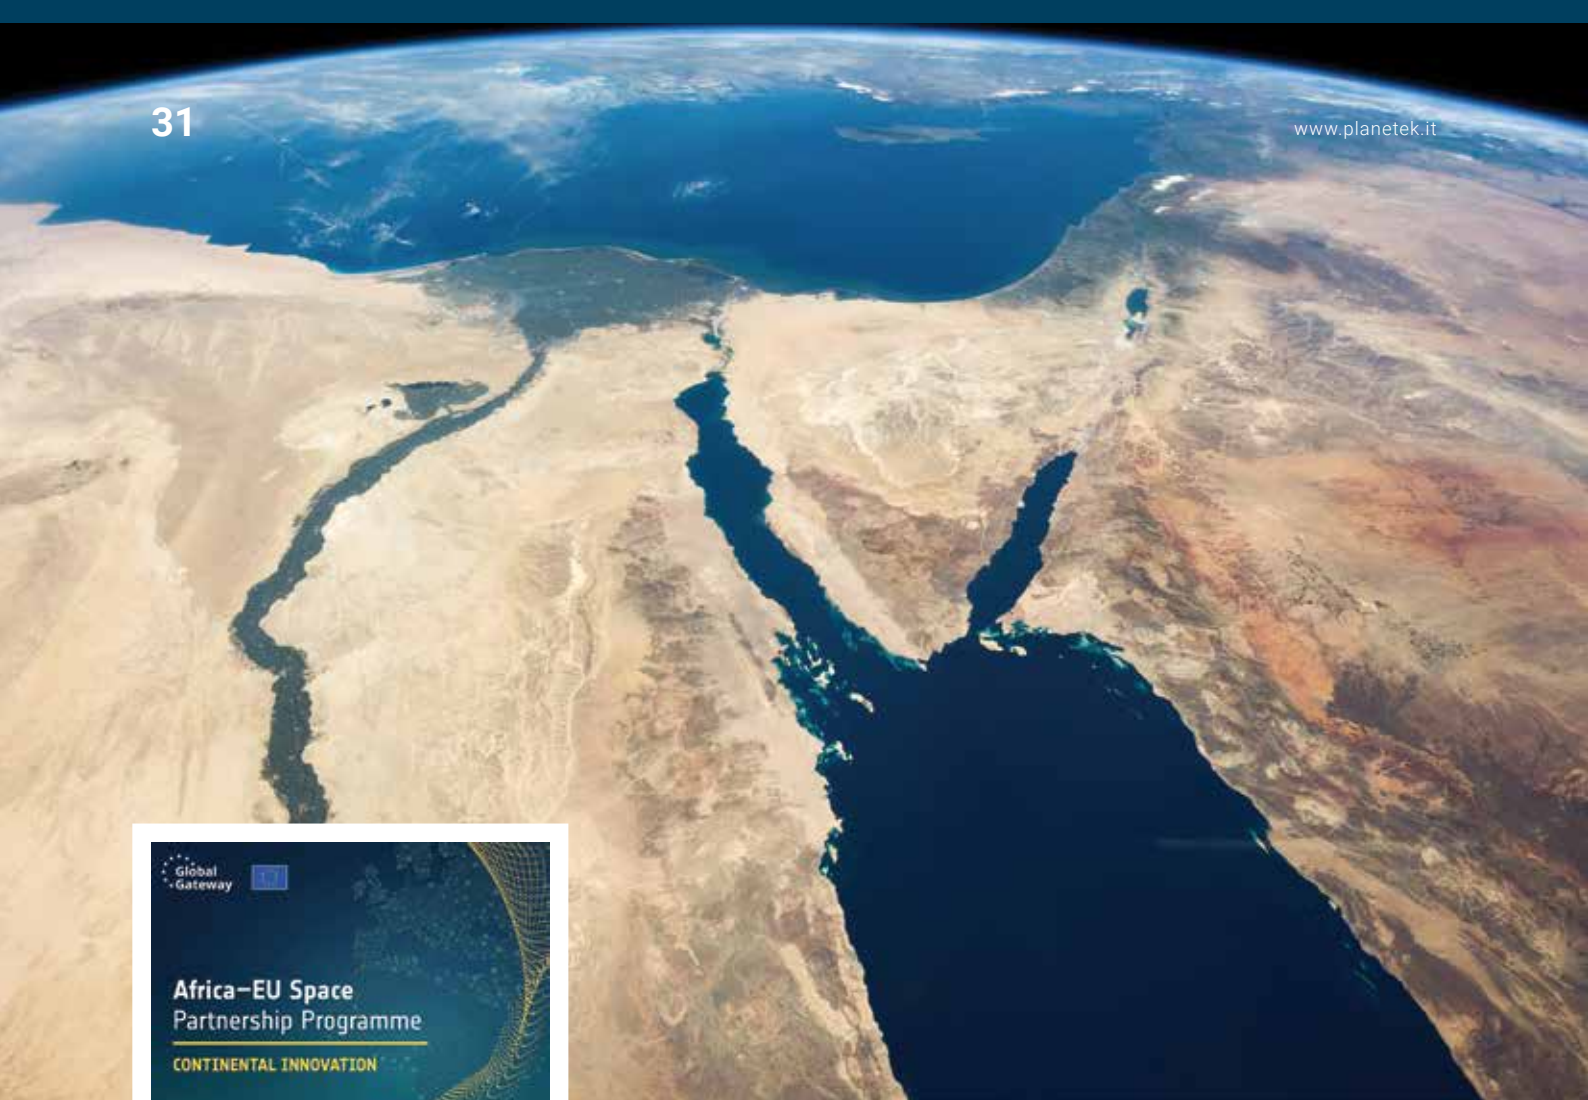 31
www.planetek.it
Global
Gateway
Africa–EU Space
Partnership Programme
CONTINENTAL INNOVATION